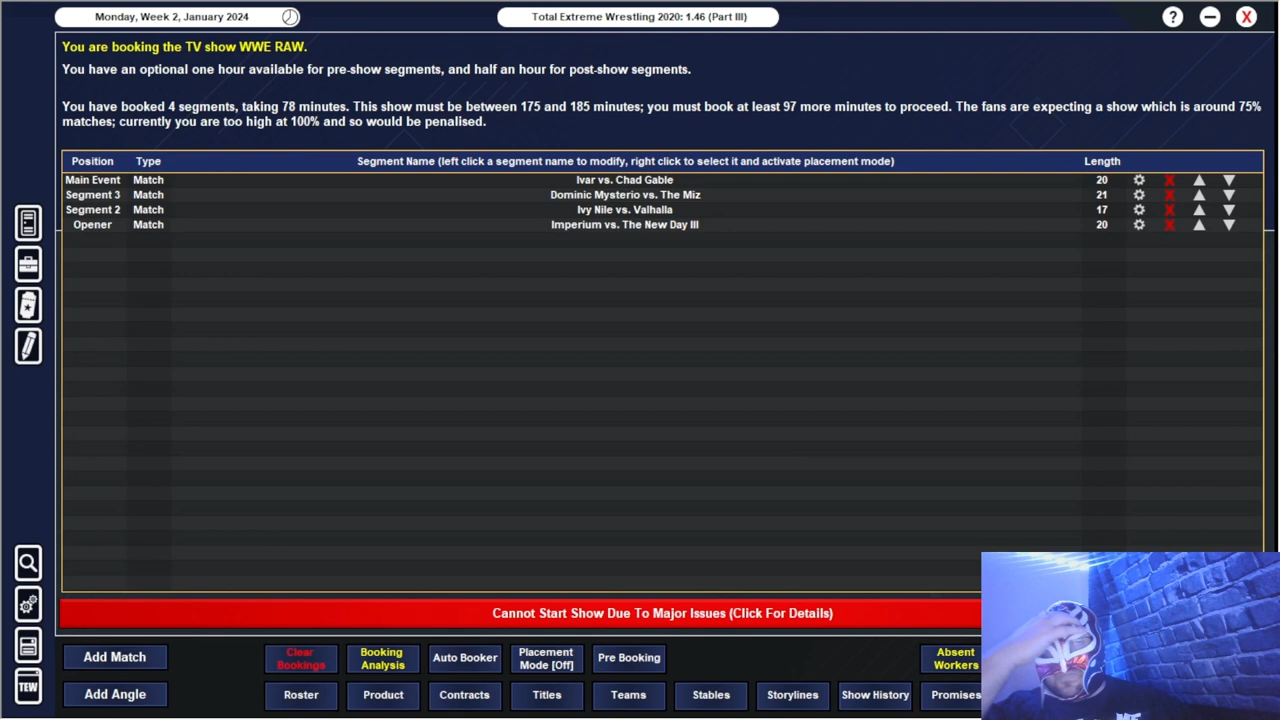 Monday, Week 2, January 2024
Total Extreme Wrestling 2020: 1.46 (Part III)
You are booking the TV show WWE RAW.
You have an optional one hour available for pre-show segments, and half an hour for post-show segments.
You have booked 4 segments, taking 78 minutes. This show must be between 175 and 185 minutes; you must book at least 97 more minutes to proceed. The fans are expecting a show which is around 75%
matches; currently you are too high at 100% and so would be penalised.
Position Type Segment Name (left click a segment name to modify, right click to select it and activate placement mode) Length
Main Event Match Ivar vs. Chad Gable 20 X
Segment 3 Match Dominic Mysterio vs. The Miz 21 X
Segment 2 Match Ivy Nile vs. Valhalla 17 X
Opener Match Imperium vs. The New Day III 20 X
Cannot Start Show Due To Major Issues (Click For Details)
Add Match
Clear Bookings
Booking Analysis
Auto Booker
Placement Mode [Off]
Pre Booking
Absent Workers
TEW
Add Angle
Roster
Product
Contracts
Titles
Teams
Stables
Storylines
Show History
Promises